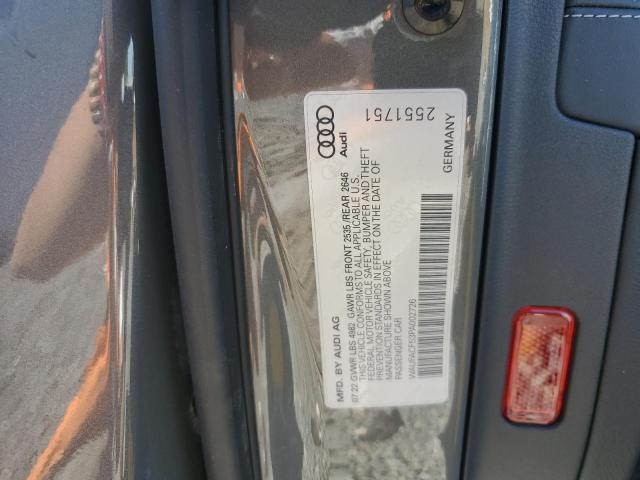 Audi
2551751
MFD. BY AUDI AG
07/22 GVWR LBS 4982 GAWR LBS FRONT 2535 /REAR 2646
THIS VEHICLE CONFORMS TO ALL APPLICABLE U.S.
FEDERAL MOTOR VEHICLE SAFETY, BUMPER AND THEFT
PREVENTION STANDARDS IN EFFECT ON THE DATE OF
MANUFACTURE SHOWN ABOVE
PASSENGER CAR
WAUFACF53PA002726
GERMANY